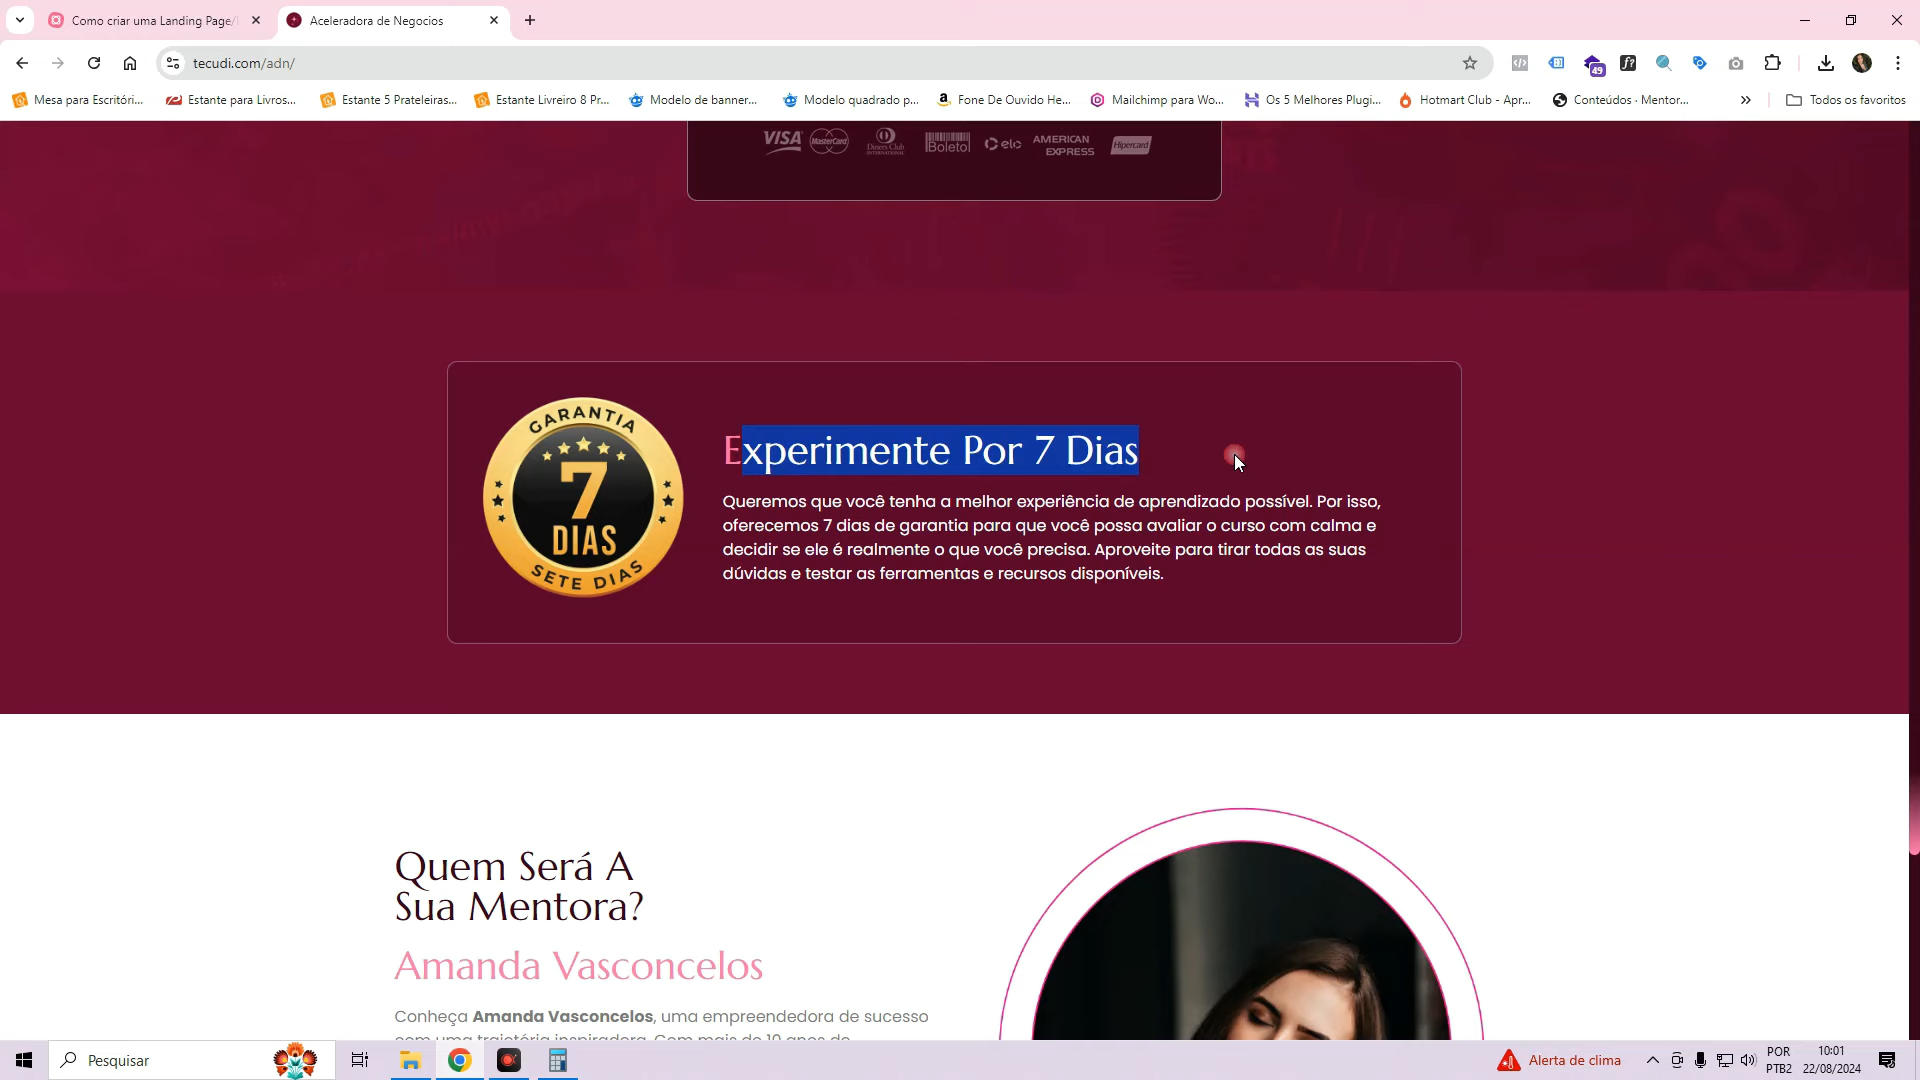 Como criar uma Landing Page/
Aceleradora de Negocios
tecudi.com/adn/
49
f?
Mesa para Escritóri...
Estante para Livros...
Estante 5 Prateleiras...
Estante Livreiro 8 Pr...
Modelo de banner...
Modelo quadrado p...
Fone De Ouvido He...
Mailchimp para Wo...
Os 5 Melhores Plugi...
Hotmart Club - Apr...
Conteúdos · Mentor...
Todos os favoritos
VISA
MasterCard
Diners Club
INTERNATIONAL
Boleto
elo
AMERICAN
EXPRESS
Hipercard
GARANTIA
7
DIAS
SETE DIAS
Experimente Por 7 Dias
Queremos que você tenha a melhor experiência de aprendizado possível. Por isso,
oferecemos 7 dias de garantia para que você possa avaliar o curso com calma e
decidir se ele é realmente o que você precisa. Aproveite para tirar todas as suas
dúvidas e testar as ferramentas e recursos disponíveis.
Quem Será A
Sua Mentora?
Amanda Vasconcelos
Conheça Amanda Vasconcelos, uma empreendedora de sucesso
com uma trajetória inspiradora. Com mais de 10 anos de
Pesquisar
Alerta de clima
POR
PTB2
10:01
22/08/2024